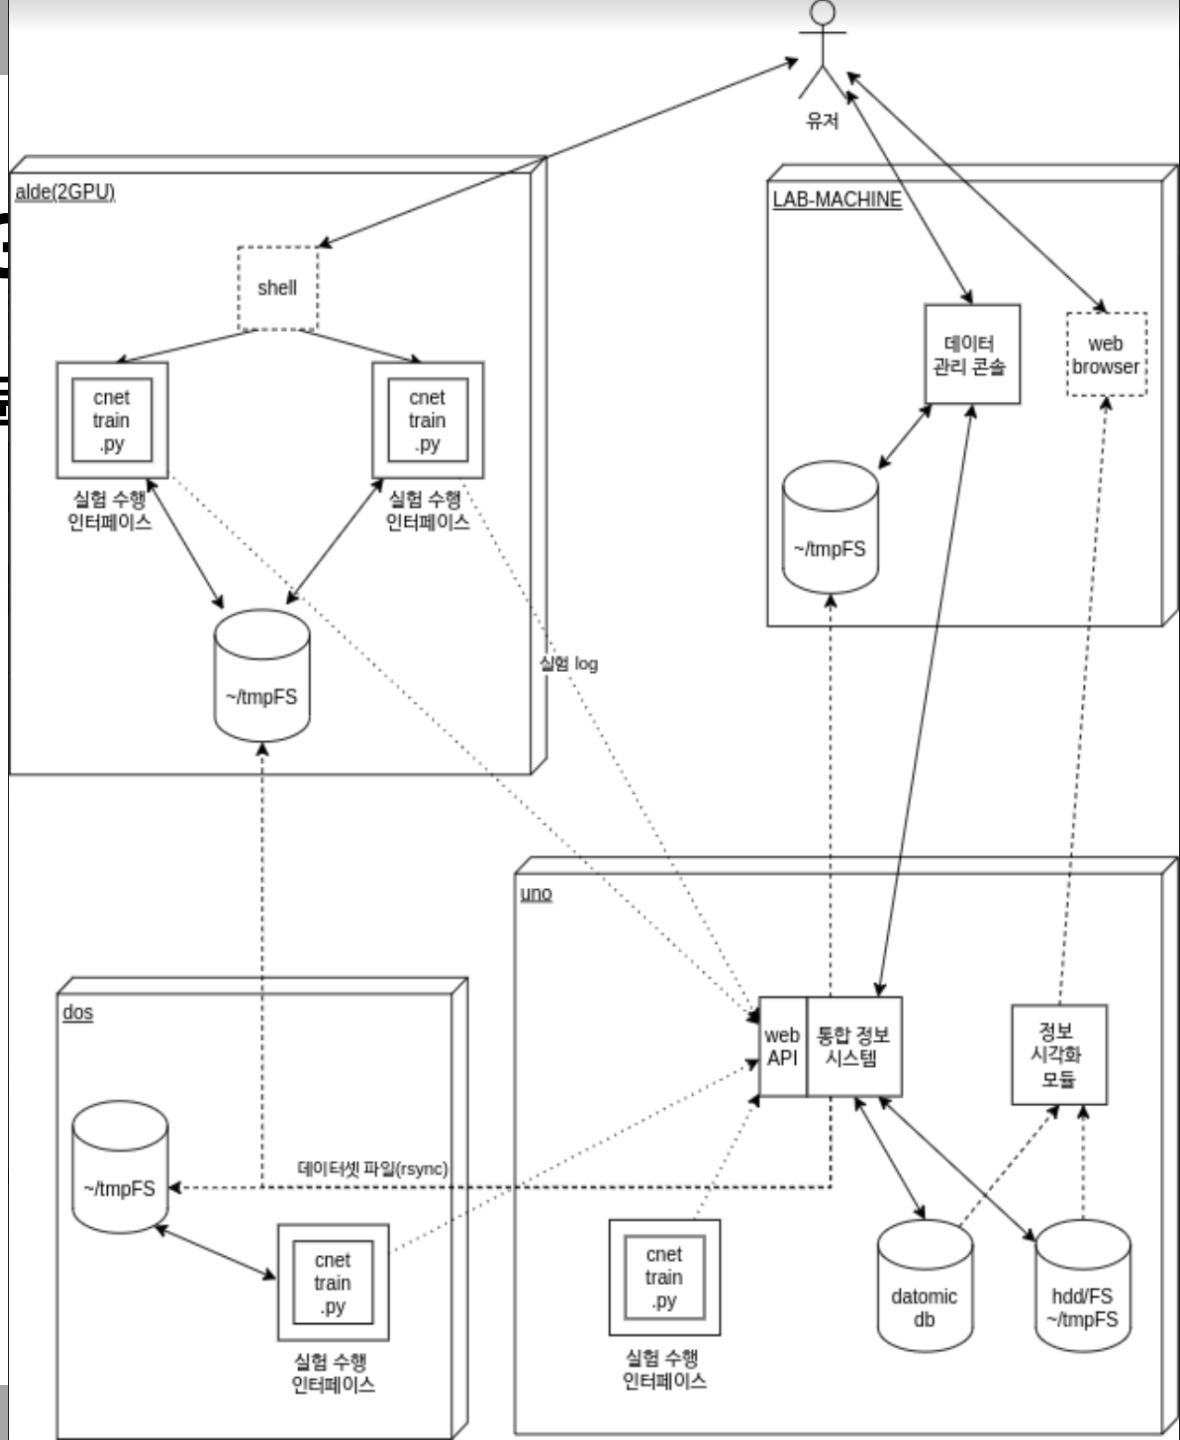 유저
alde(2GPU)
shell
cnet
train
.py
실험 수행
인터페이스
cnet
train
.py
실험 수행
인터페이스
~/tmpFS
LAB-MACHINE
데이터
관리 콘솔
web
browser
~/tmpFS
실험 log
uno
web
API
통합 정보
시스템
정보
시각화
모듈
cnet
train
.py
실험 수행
인터페이스
datomic
db
hdd/FS
~/tmpFS
dos
~/tmpFS
데이터셋 파일(rsync)
cnet
train
.py
실험 수행
인터페이스